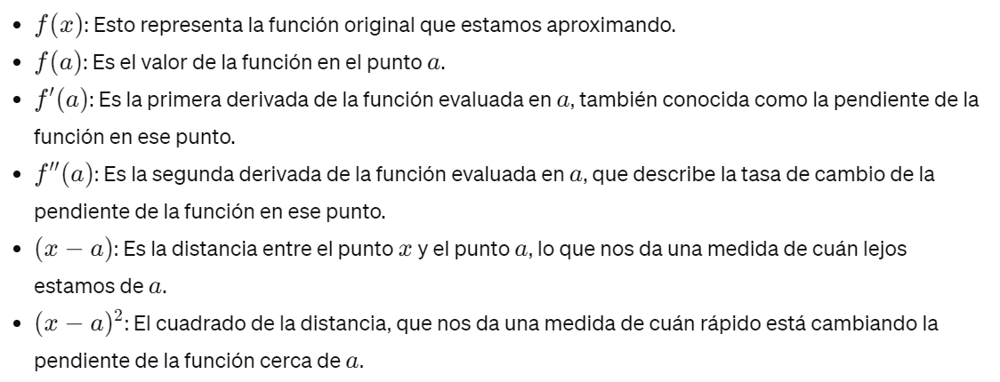 • f(x): Esto representa la función original que estamos aproximando.
• f(a): Es el valor de la función en el punto a.
• f′(a): Es la primera derivada de la función evaluada en a, también conocida como la pendiente de la
función en ese punto.
• f′′(a): Es la segunda derivada de la función evaluada en a, que describe la tasa de cambio de la
pendiente de la función en ese punto.
• (x − a): Es la distancia entre el punto x y el punto a, lo que nos da una medida de cuán lejos
estamos de a.
• (x − a)²: El cuadrado de la distancia, que nos da una medida de cuán rápido está cambiando la
pendiente de la función cerca de a.